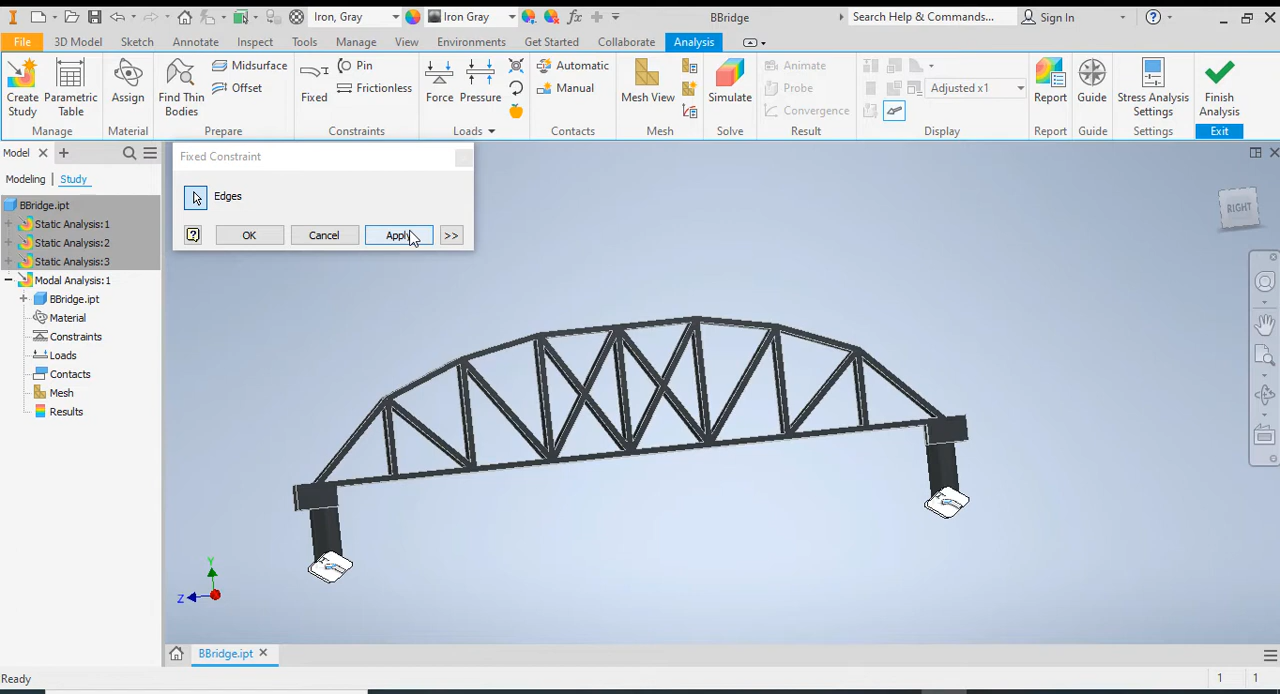 Iron, Gray
Iron Gray
BBridge
Search Help & Commands...
Sign In
File
3D Model
Sketch
Annotate
Inspect
Tools
Manage
View
Environments
Get Started
Collaborate
Analysis
Create Study
Parametric Table
Manage
Assign
Material
Find Thin Bodies
Midsurface
Offset
Prepare
Fixed
Pin
Frictionless
Constraints
Force
Pressure
Loads
Automatic
Manual
Contacts
Mesh View
Mesh
Simulate
Solve
Animate
Probe
Convergence
Result
Adjusted x1
Display
Report
Report
Guide
Guide
Stress Analysis Settings
Settings
Finish Analysis
Exit
Model
Modeling
Study
BBridge.ipt
Static Analysis:1
Static Analysis:2
Static Analysis:3
Modal Analysis:1
BBridge.ipt
Material
Constraints
Loads
Contacts
Mesh
Results
Fixed Constraint
Edges
OK
Cancel
Apply
>>
RIGHT
Y
Z
BBridge.ipt
Ready
1 1